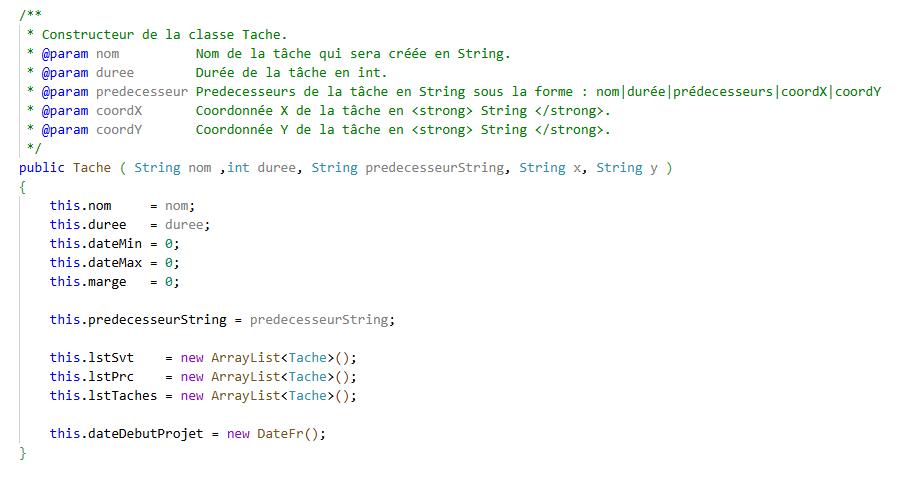 /**
 * Constructeur de la classe Tache.
 * @param nom          Nom de la tâche qui sera créée en String.
 * @param duree        Durée de la tâche en int.
 * @param predecesseur Predecesseurs de la tâche en String sous la forme : nom|durée|prédecesseurs|coordX|coordY
 * @param coordX       Coordonnée X de la tâche en <strong> String </strong>.
 * @param coordY       Coordonnée Y de la tâche en <strong> String </strong>.
 */
public Tache ( String nom ,int duree, String predecesseurString, String x, String y )
{
    this.nom     = nom;
    this.duree   = duree;
    this.dateMin = 0;
    this.dateMax = 0;
    this.marge   = 0;

    this.predecesseurString = predecesseurString;

    this.lstSvt    = new ArrayList<Tache>();
    this.lstPrc    = new ArrayList<Tache>();
    this.lstTaches = new ArrayList<Tache>();

    this.dateDebutProjet = new DateFr();
}